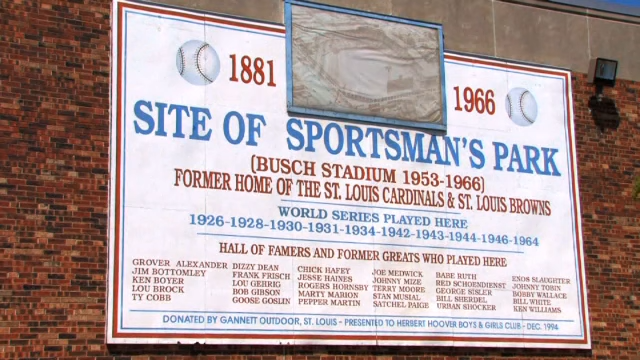 1881
1966
SITE OF SPORTSMAN'S PARK
(BUSCH STADIUM 1953-1966)
FORMER HOME OF THE ST. LOUIS CARDINALS & ST. LOUIS BROWNS
WORLD SERIES PLAYED HERE
1926-1928-1930-1931-1934-1942-1943-1944-1946-1964
HALL OF FAMERS AND FORMER GREATS WHO PLAYED HERE
GROVER ALEXANDER
JIM BOTTOMLEY
KEN BOYER
LOU BROCK
TY COBB
DIZZY DEAN
FRANK FRISCH
LOU GEHRIG
BOB GIBSON
GOOSE GOSLIN
CHICK HAFEY
JESSE HAINES
ROGERS HORNSBY
MARTY MARION
PEPPER MARTIN
JOE MEDWICK
JOHNNY MIZE
TERRY MOORE
STAN MUSIAL
SATCHEL PAIGE
BABE RUTH
RED SCHOENDIENST
GEORGE SISLER
BILL SHERDEL
URBAN SHOCKER
ENOS SLAUGHTER
JOHNNY TOBIN
BOBBY WALLACE
BILL WHITE
KEN WILLIAMS
DONATED BY GANNETT OUTDOOR, ST. LOUIS - PRESENTED TO HERBERT HOOVER BOYS & GIRLS CLUB - DEC. 1994